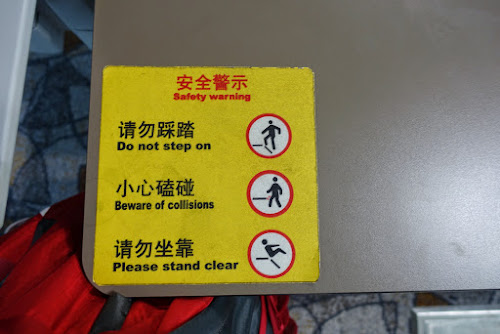 安全警示
Safety warning
请勿踩踏
Do not step on
小心磕碰
Beware of collisions
请勿坐靠
Please stand clear